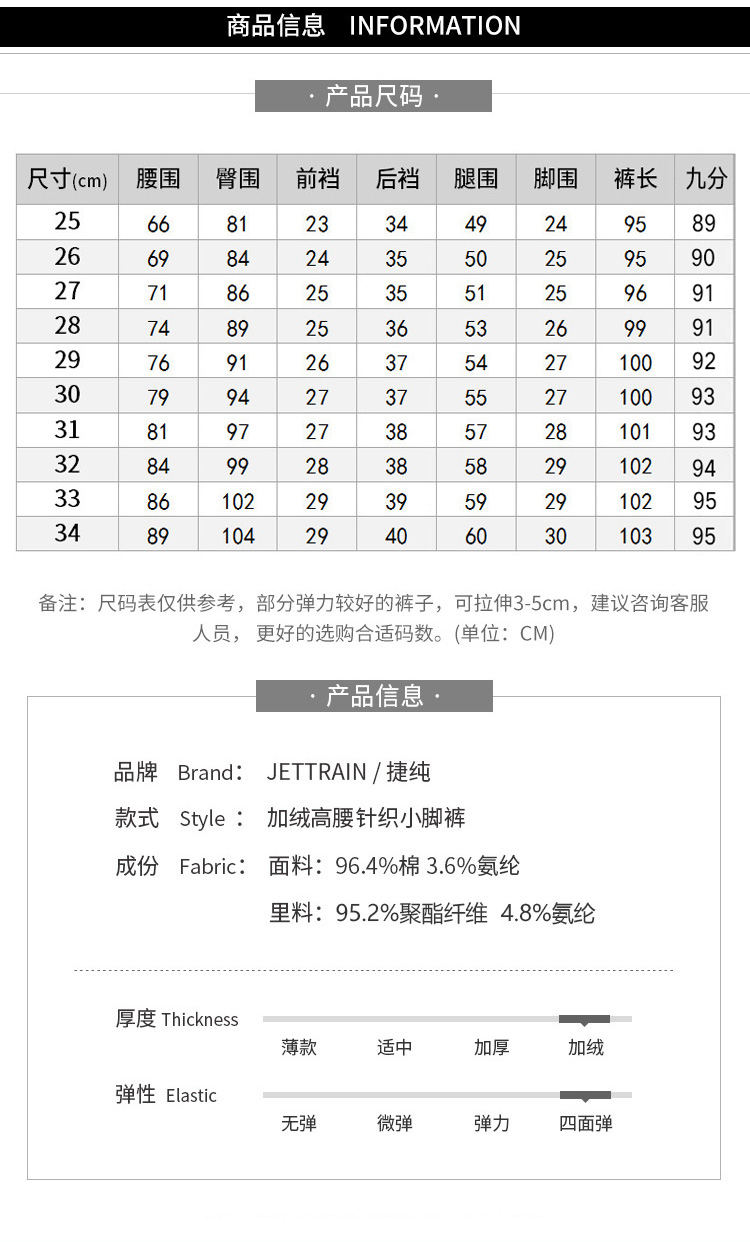 商品信息 INFORMATION
· 产品尺码 ·
尺寸(cm) 腰围 臀围 前裆 后裆 腿围 脚围 裤长 九分
25 66 81 23 34 49 24 95 89
26 69 84 24 35 50 25 95 90
27 71 86 25 35 51 25 96 91
28 74 89 25 36 53 26 99 91
29 76 91 26 37 54 27 100 92
30 79 94 27 37 55 27 100 93
31 81 97 27 38 57 28 101 93
32 84 99 28 38 58 29 102 94
33 86 102 29 39 59 29 102 95
34 89 104 29 40 60 30 103 95
备注：尺码表仅供参考，部分弹力较好的裤子，可拉伸3-5cm，建议咨询客服
人员， 更好的选购合适码数。(单位：CM)
· 产品信息 ·
品牌 Brand： JETTRAIN / 捷纯
款式 Style ： 加绒高腰针织小脚裤
成份 Fabric： 面料：96.4%棉 3.6%氨纶
里料：95.2%聚酯纤维 4.8%氨纶
厚度 Thickness
薄款 适中 加厚 加绒
弹性 Elastic
无弹 微弹 弹力 四面弹